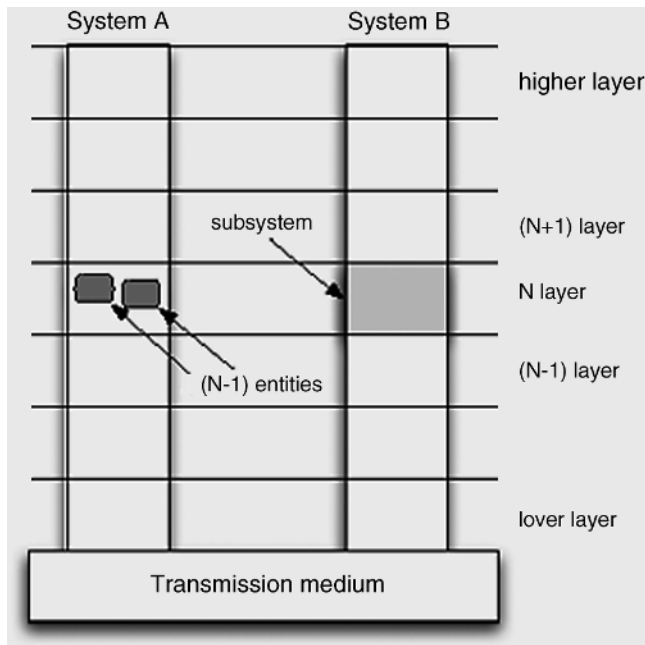 System A
System B
higher layer
subsystem
(N+1) layer
N layer
(N-1) layer
(N-1) entities
lover layer
Transmission medium